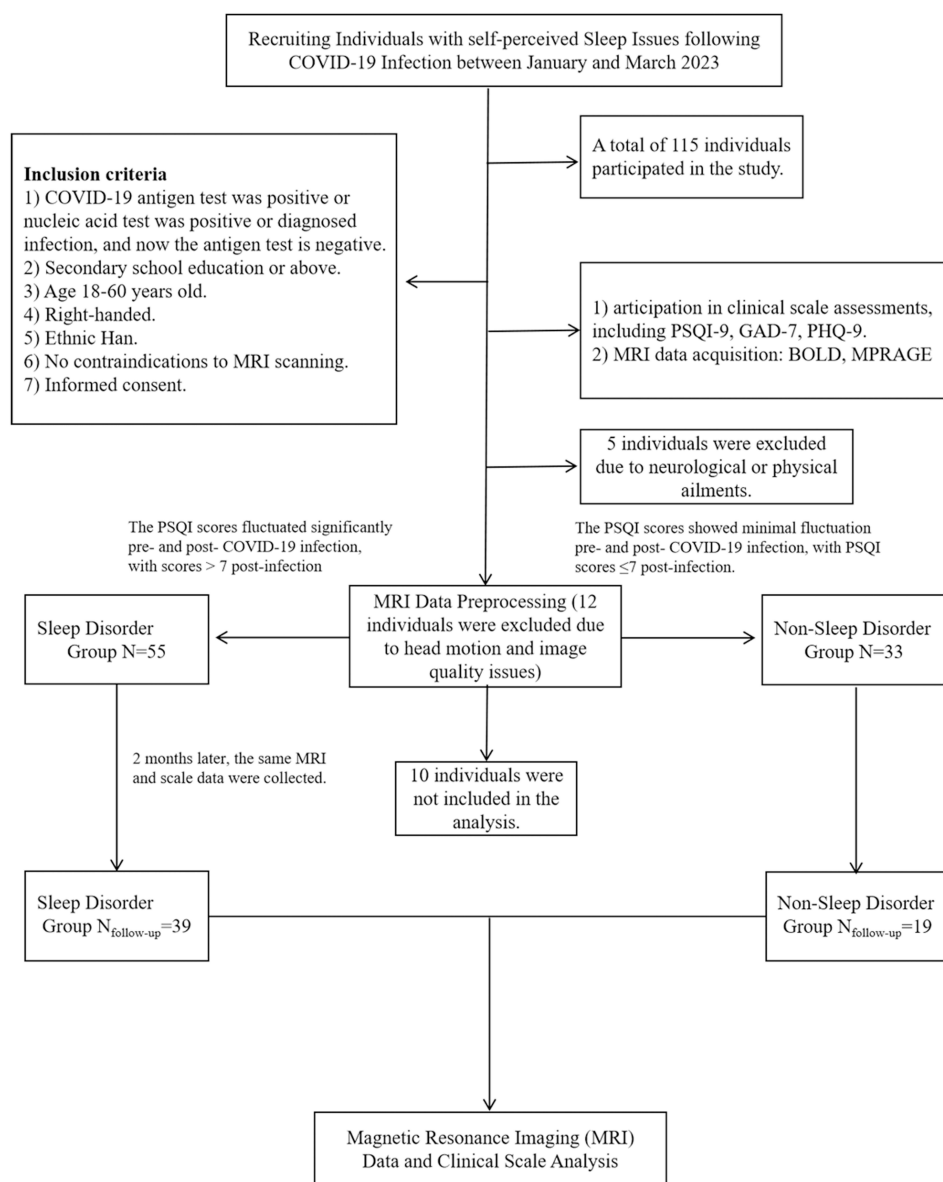 Recruiting Individuals with self-perceived Sleep Issues following
COVID-19 Infection between January and March 2023
A total of 115 individuals
participated in the study.
Inclusion criteria
1) COVID-19 antigen test was positive or
nucleic acid test was positive or diagnosed
infection, and now the antigen test is negative.
2) Secondary school education or above.
3) Age 18-60 years old.
4) Right-handed.
5) Ethnic Han.
6) No contraindications to MRI scanning.
7) Informed consent.
1) articipation in clinical scale assessments,
including PSQI-9, GAD-7, PHQ-9.
2) MRI data acquisition: BOLD, MPRAGE
5 individuals were excluded
due to neurological or physical
ailments.
The PSQI scores fluctuated significantly
pre- and post- COVID-19 infection,
with scores > 7 post-infection
The PSQI scores showed minimal fluctuation
pre- and post- COVID-19 infection, with PSQI
scores ≤7 post-infection.
Sleep Disorder
Group N=55
MRI Data Preprocessing (12
individuals were excluded due
to head motion and image
quality issues)
Non-Sleep Disorder
Group N=33
2 months later, the same MRI
and scale data were collected.
10 individuals were
not included in the
analysis.
Sleep Disorder
Group Nfollow-up=39
Non-Sleep Disorder
Group Nfollow-up=19
Magnetic Resonance Imaging (MRI)
Data and Clinical Scale Analysis